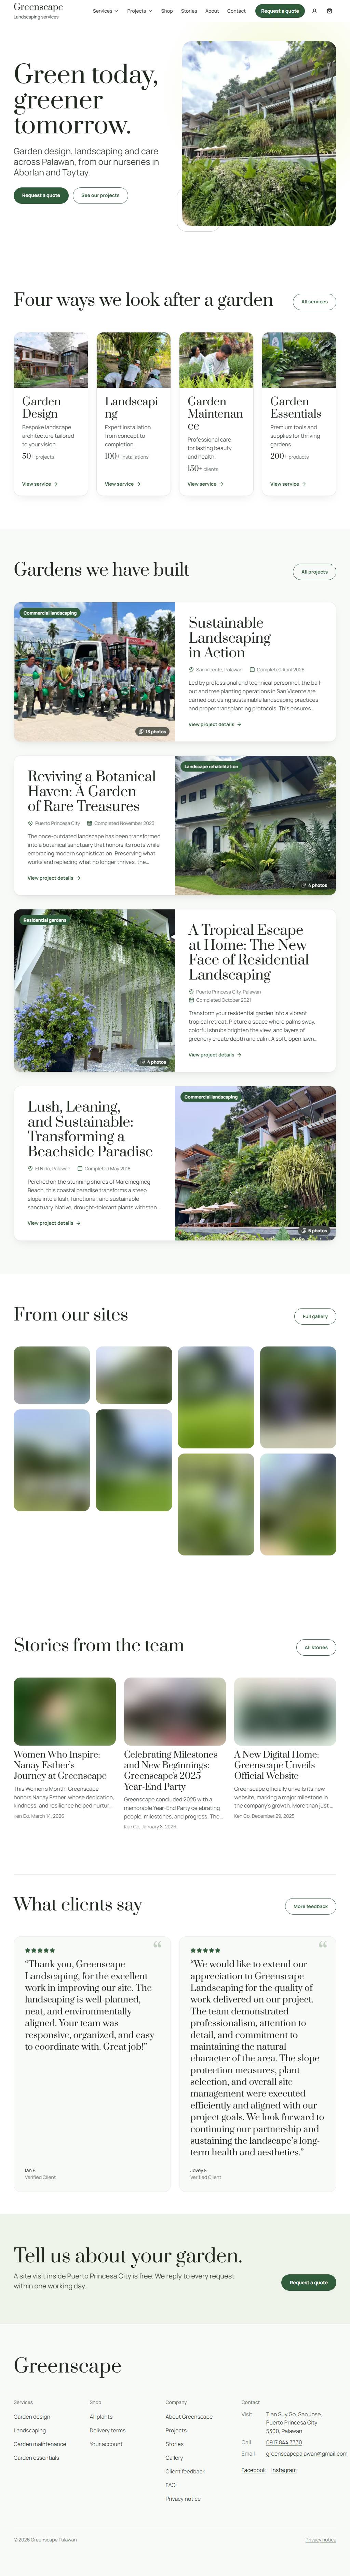 Greenscape
Landscaping services
Services
Projects
Shop
Stories
About
Contact
Request a quote
Green today,
greener
tomorrow.
Garden design, landscaping and care
across Palawan, from our nurseries in
Aborlan and Taytay.
Request a quote
See our projects
Four ways we look after a garden
All services
Garden
Design
Bespoke landscape
architecture tailored
to your vision.
50+ projects
View service
Landscapi
ng
Expert installation
from concept to
completion.
100+ installations
View service
Garden
Maintenan
ce
Professional care
for lasting beauty
and health.
150+ clients
View service
Garden
Essentials
Premium tools and
supplies for thriving
gardens.
200+ products
View service
Gardens we have built
All projects
Commercial landscaping
13 photos
Sustainable
Landscaping
in Action
San Vicente, Palawan
Completed April 2026
Led by professional and technical personnel, the ball-
out and tree planting operations in San Vicente are
carried out using sustainable landscaping practices
and proper transplanting protocols. This ensures…
View project details
Reviving a Botanical
Haven: A Garden
of Rare Treasures
Puerto Princesa City
Completed November 2023
The once-outdated landscape has been transformed
into a botanical sanctuary that honors its roots while
embracing modern sophistication. Preserving what
works and replacing what no longer thrives, the…
View project details
Landscape rehabilitation
4 photos
Residential gardens
4 photos
A Tropical Escape
at Home: The New
Face of Residential
Landscaping
Puerto Princesa City, Palawan
Completed October 2021
Transform your residential garden into a vibrant
tropical retreat. Picture a space where palms sway,
colorful shrubs brighten the view, and layers of
greenery create depth and calm. A soft, open lawn…
View project details
Lush, Leaning,
and Sustainable:
Transforming a
Beachside Paradise
El Nido, Palawan
Completed May 2019
Perched on the stunning shores of Maremegmeg
Beach, this coastal paradise transforms a steep
slope into a lush, functional, and sustainable
sanctuary. Native, drought-tolerant plants withstan…
View project details
Commercial landscaping
6 photos
From our sites
Full gallery
Stories from the team
All stories
Women Who Inspire:
Nanay Esther's
Journey at Greenscape
This Women's Month, Greenscape
honors Nanay Esther, whose dedication,
kindness, and resilience helped nurtur…
Ken Co, March 14, 2026
Celebrating Milestones
and New Beginnings:
Greenscape's 2025
Year-End Party
Greenscape concluded 2025 with a
memorable Year-End Party celebrating
people, milestones, and progress. The…
Ken Co, January 8, 2026
A New Digital Home:
Greenscape Unveils
Official Website
Greenscape officially unveils its new
website, marking a major milestone in
the company's growth. More than just …
Ken Co, December 29, 2025
What clients say
More feedback
“Thank you, Greenscape
Landscaping, for the excellent
work in improving our site. The
landscaping is well-planned,
neat, and environmentally
aligned. Your team was
responsive, organized, and easy
to coordinate with. Great job!”
Ian F.
Verified Client
“We would like to extend our
appreciation to Greenscape
Landscaping for the quality of
work delivered on our project.
The team demonstrated
professionalism, attention to
detail, and commitment to
maintaining the natural
character of the area. The slope
protection measures, plant
selection, and overall site
management were executed
efficiently and aligned with our
project goals. We look forward to
continuing our partnership and
sustaining the landscape's long-
term health and aesthetics.”
Jovey F.
Verified Client
Tell us about your garden.
A site visit inside Puerto Princesa City is free. We reply to every request
within one working day.
Request a quote
Greenscape
Services
Garden design
Landscaping
Garden maintenance
Garden essentials
Shop
All plants
Delivery terms
Your account
Company
About Greenscape
Projects
Stories
Gallery
Client feedback
FAQ
Privacy notice
Contact
Visit
Tian Suy Go, San Jose,
Puerto Princesa City
5300, Palawan
Call
0917 844 3330
Email
greenscapepalawan@gmail.com
Facebook
Instagram
© 2026 Greenscape Palawan
Privacy notice